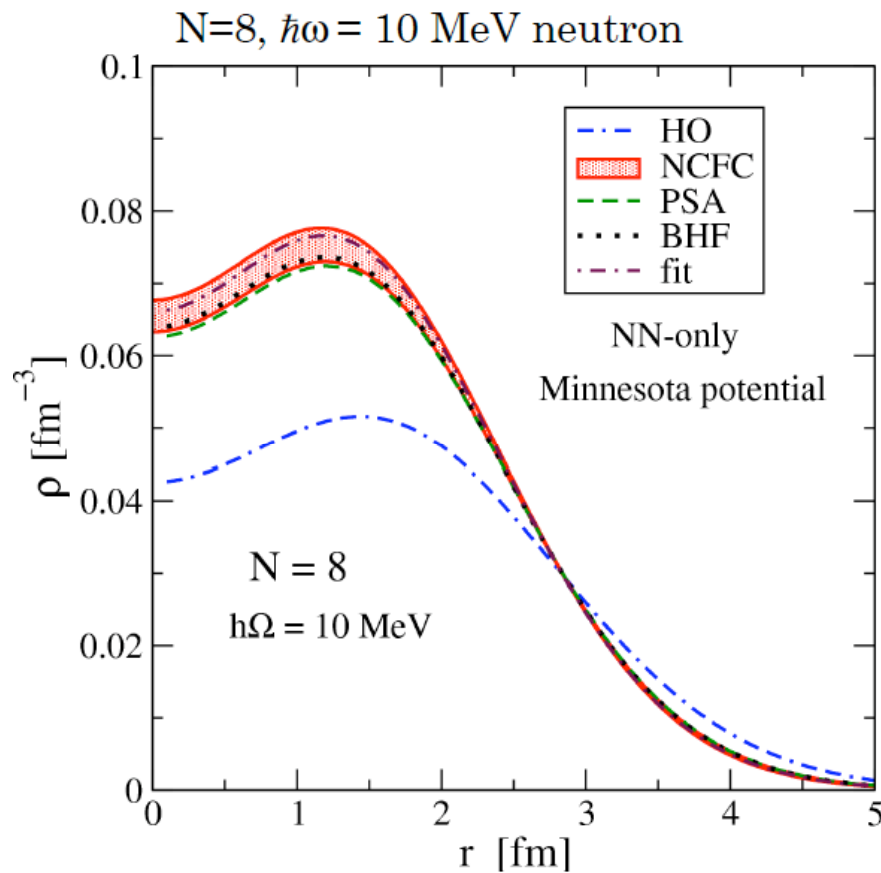 N=8, ℏω = 10 MeV neutron
0.1
0.08
0.06
0.04
0.02
0
ρ [fm⁻³]
HO
NCFC
PSA
BHF
fit
NN-only
Minnesota potential
N = 8
hΩ = 10 MeV
0 1 2 3 4 5
r [fm]